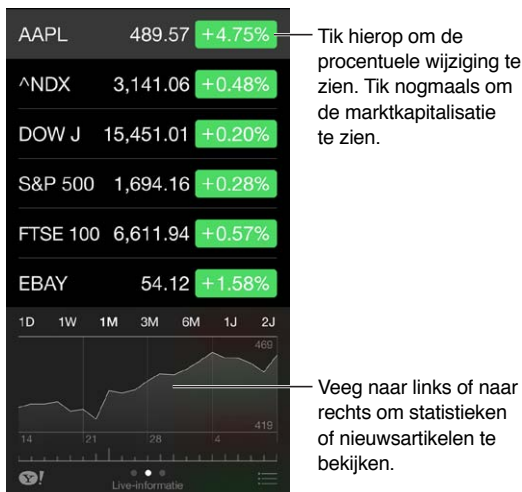 AAPL 489.57 +4.75%
^NDX 3,141.06 +0.48%
DOW J 15,451.01 +0.20%
S&P 500 1,694.16 +0.28%
FTSE 100 6,611.94 +0.57%
EBAY 54.12 +1.58%
1D 1W 1M 3M 6M 1J 2J
469
419
14 21 28 4
Y!
Live-informatie
Tik hierop om de
procentuele wijziging te
zien. Tik nogmaals om
de marktkapitalisatie
te zien.
Veeg naar links of naar
rechts om statistieken
of nieuwsartikelen te
bekijken.